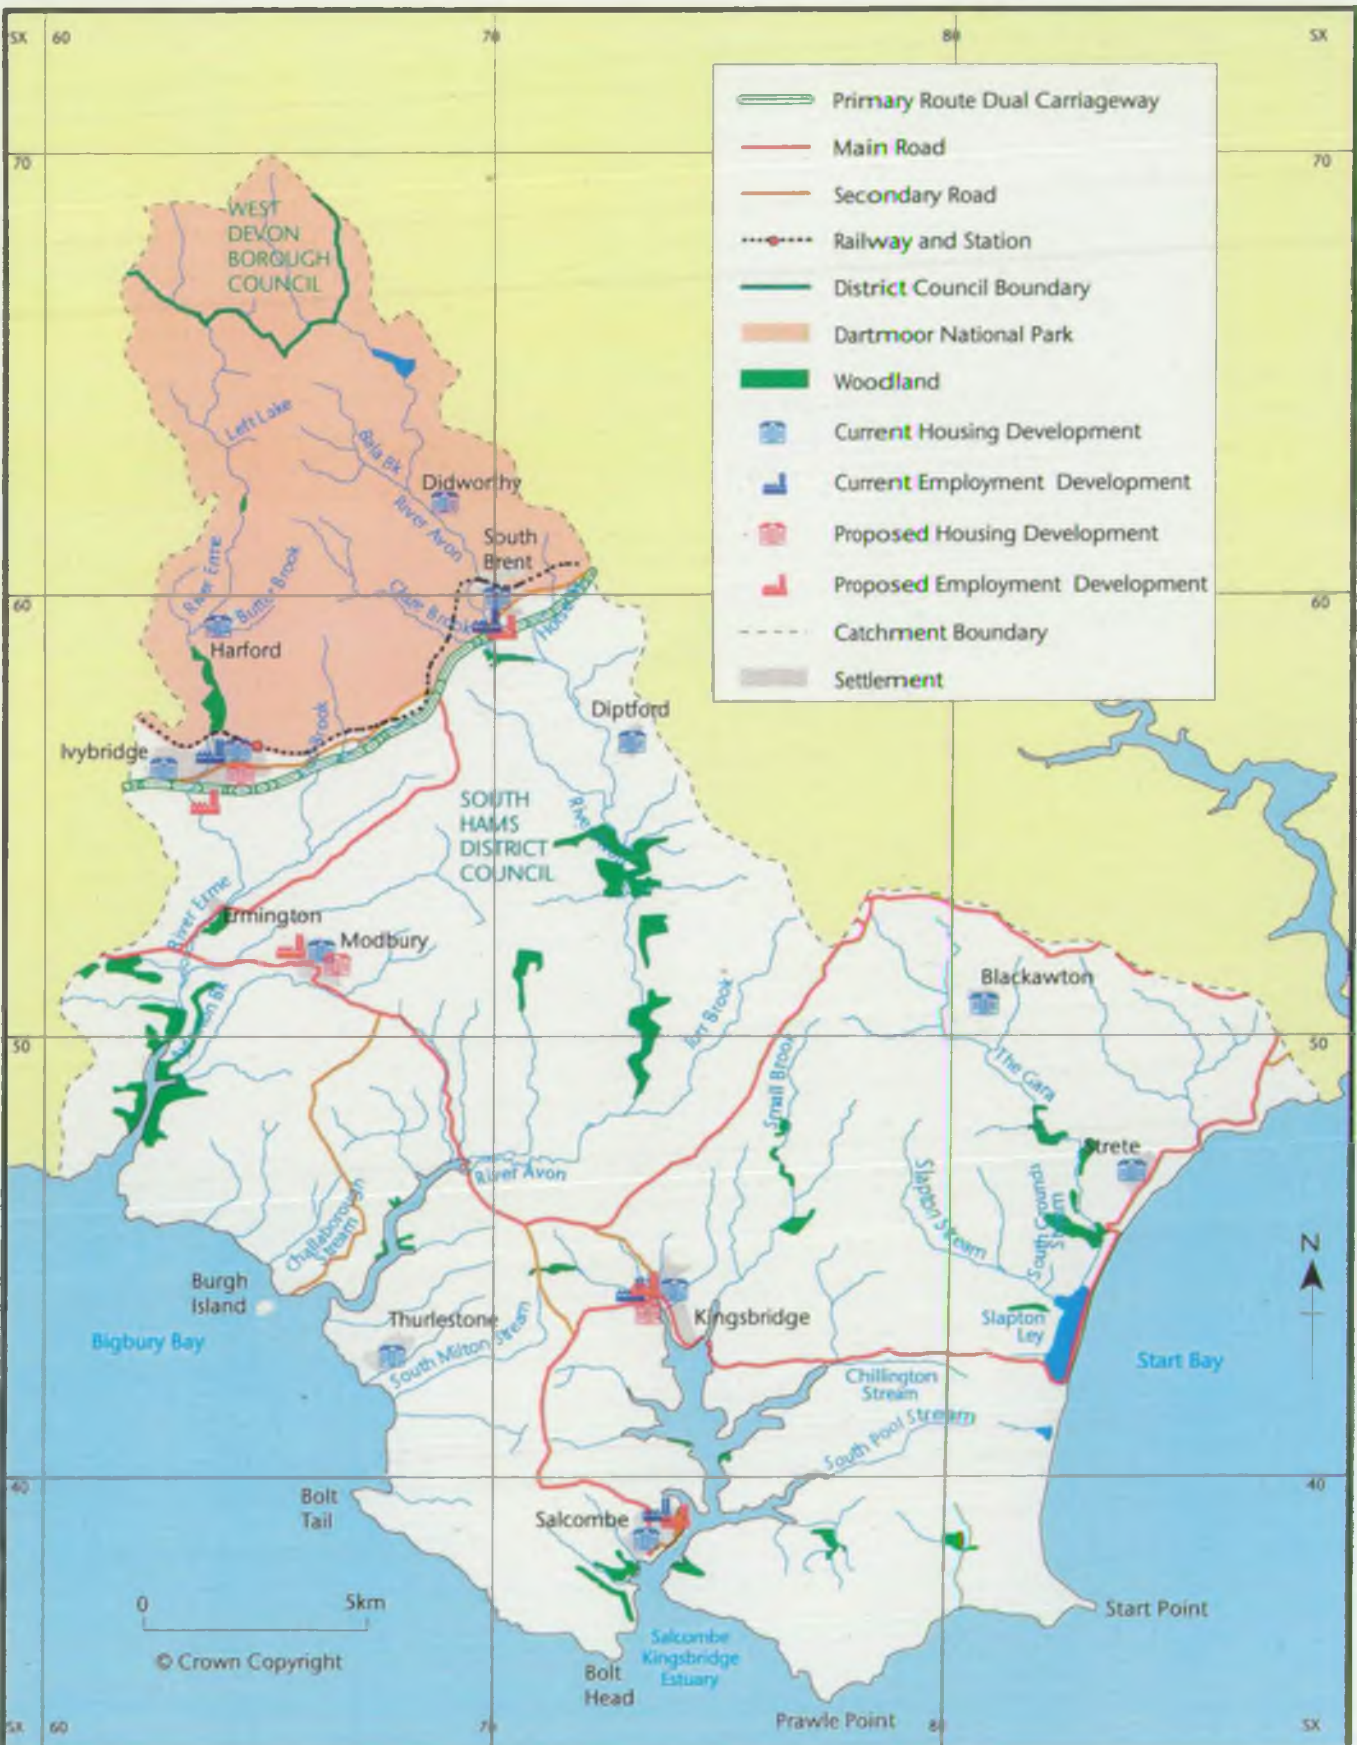 SX 60 70 80 SX
70 70
60 60
50 50
40 40
SX 60 70 80 SX
Primary Route Dual Carriageway
Main Road
Secondary Road
Railway and Station
District Council Boundary
Dartmoor National Park
Woodland
Current Housing Development
Current Employment Development
Proposed Housing Development
Proposed Employment Development
Catchment Boundary
Settlement
WEST
DEVON
BOROUGH
COUNCIL
Left Lake
Bala Bk
Didworthy
River Avon
South
Brent
River Erme
Butter Brook
Brook
Harford
Brook
Diptford
Ivybridge
SOUTH
HAMS
DISTRICT
COUNCIL
River Erme
Ermington
Modbury
Blackawton
Torr Brook
Small Brook
The Gara
Strete
River Avon
Slapton Stream
South Ground
Stream
Challaborough
Stream
N
Burgh
Island
Thurlestone
South Milton Stream
Kingsbridge
Slapton
Ley
Bigbury Bay
Start Bay
Chillington
Stream
South Pool Stream
Bolt
Tail
Salcombe
0 5km
© Crown Copyright
Start Point
Salcombe
Kingsbridge
Estuary
Bolt
Head
Prawle Point